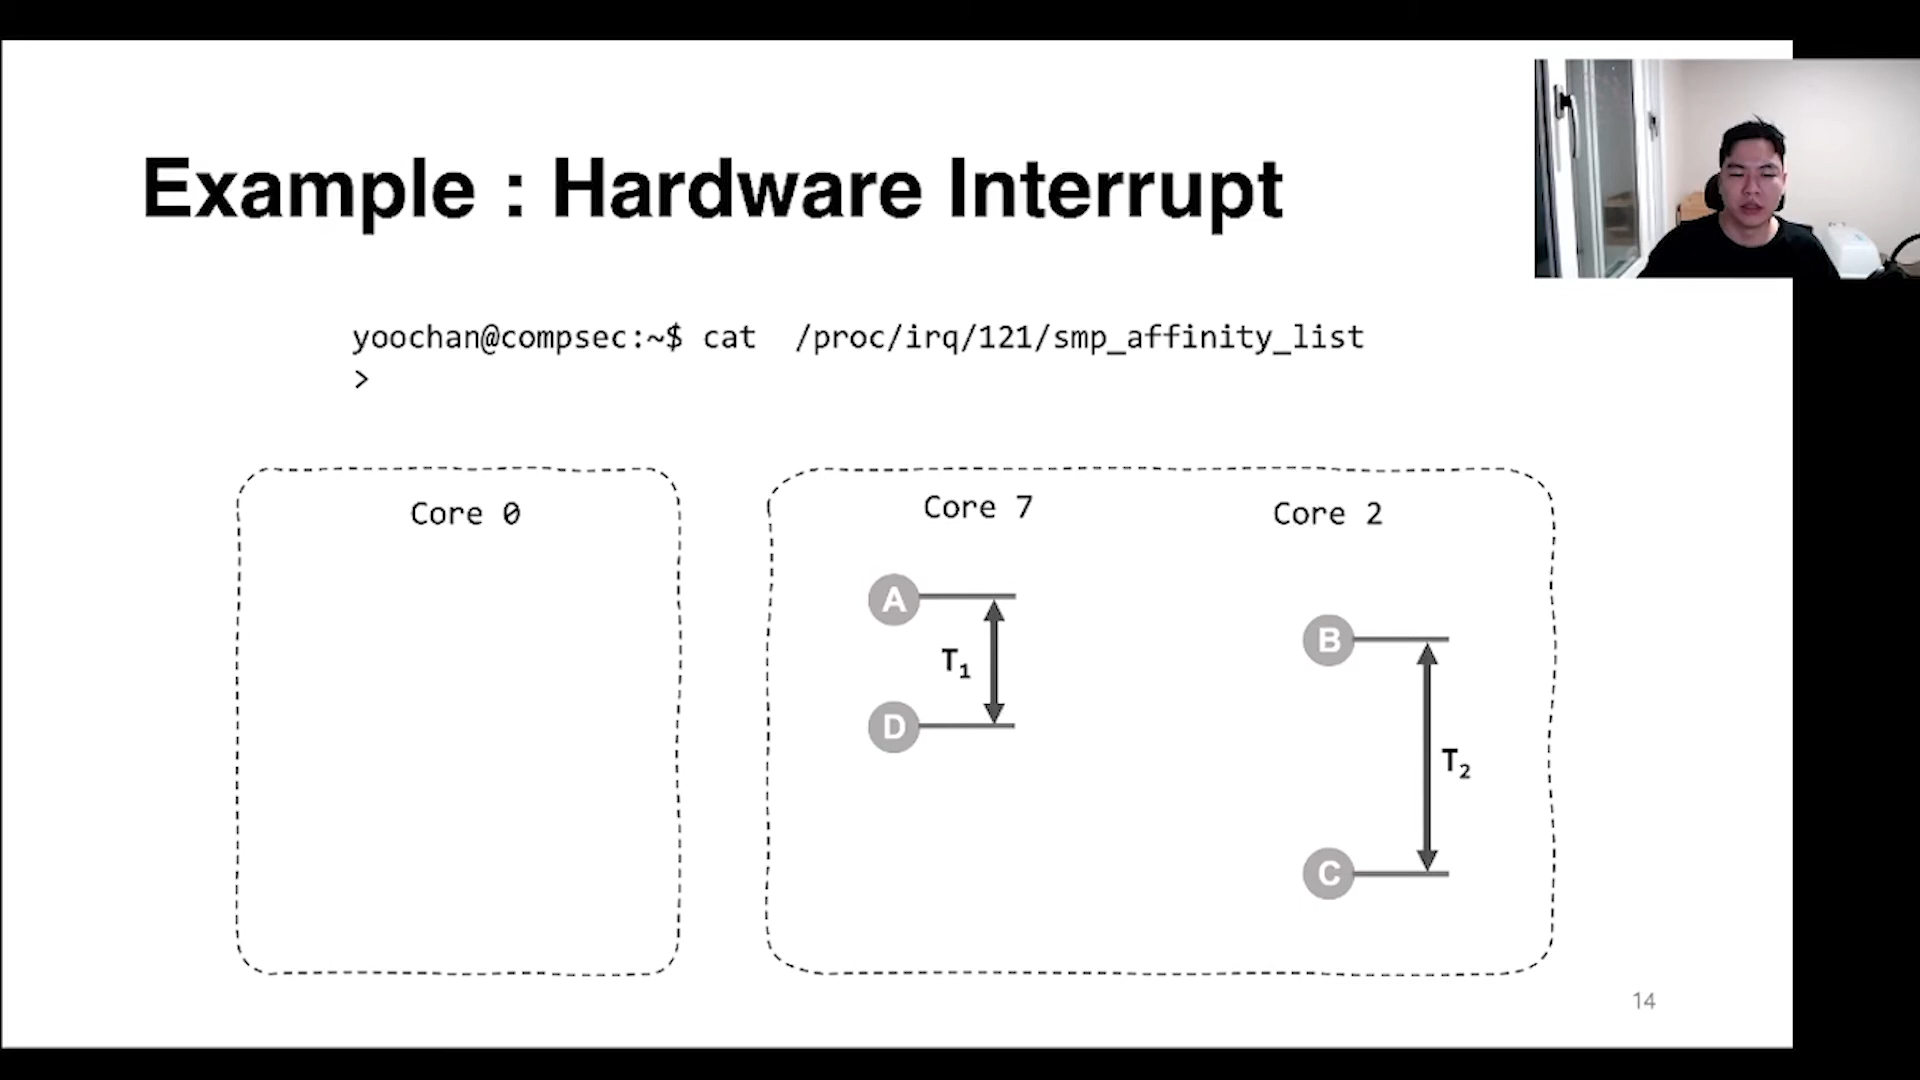 Example : Hardware Interrupt
yoochan@compsec:~$ cat  /proc/irq/121/smp_affinity_list
>
Core 0
Core 7
Core 2
A
B
T1
D
T2
C
14